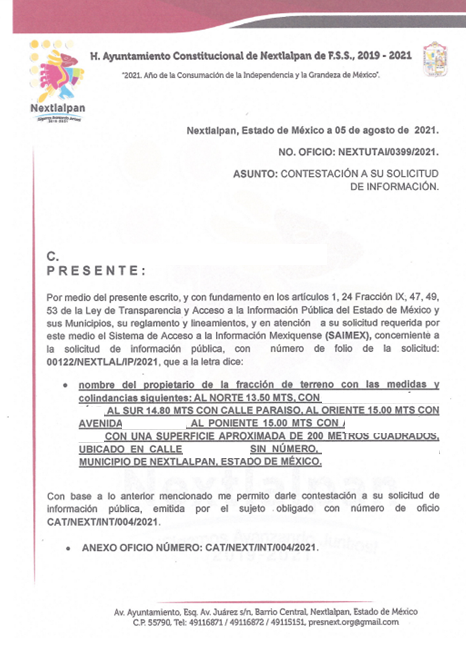 H. Ayuntamiento Constitucional de Nextlalpan de F.S.S., 2019 - 2021
"2021. Año de la Consumación de la Independencia y la Grandeza de México".
Nextlalpan
Nextlalpan, Estado de México a 05 de agosto de 2021.
NO. OFICIO: NEXTUTAI/0399/2021.
ASUNTO: CONTESTACIÓN A SU SOLICITUD
DE INFORMACIÓN.
C.
P R E S E N T E :
Por medio del presente escrito, y con fundamento en los artículos 1, 24 Fracción IX, 47, 49,
53 de la Ley de Transparencia y Acceso a la Información Pública del Estado de México y
sus Municipios, su reglamento y lineamientos, y en atención a su solicitud requerida por
este medio el Sistema de Acceso a la Información Mexiquense (SAIMEX), concerniente a
la solicitud de información pública, con número de folio de la solicitud:
00122/NEXTLAL/IP/2021, que a la letra dice:
• nombre del propietario de la fracción de terreno con las medidas y
colindancias siguientes: AL NORTE 13.50 MTS, CON
AL SUR 14.80 MTS CON CALLE PARAISO, AL ORIENTE 15.00 MTS CON
AVENIDA AL PONIENTE 15.00 MTS CON
CON UNA SUPERFICIE APROXIMADA DE 200 METROS CUADRADOS,
UBICADO EN CALLE SIN NÚMERO,
MUNICIPIO DE NEXTLALPAN, ESTADO DE MÉXICO.
Con base a lo anterior mencionado me permito darle contestación a su solicitud de
información pública, emitida por el sujeto obligado con número de oficio
CAT/NEXT/INT/004/2021.
• ANEXO OFICIO NÚMERO: CAT/NEXT/INT/004/2021.
Av. Ayuntamiento, Esq. Av. Juárez s/n, Barrio Central, Nextlalpan, Estado de México
C.P. 55790, Tel: 49116871 / 49116872 / 49115151, presnext.org@gmail.com